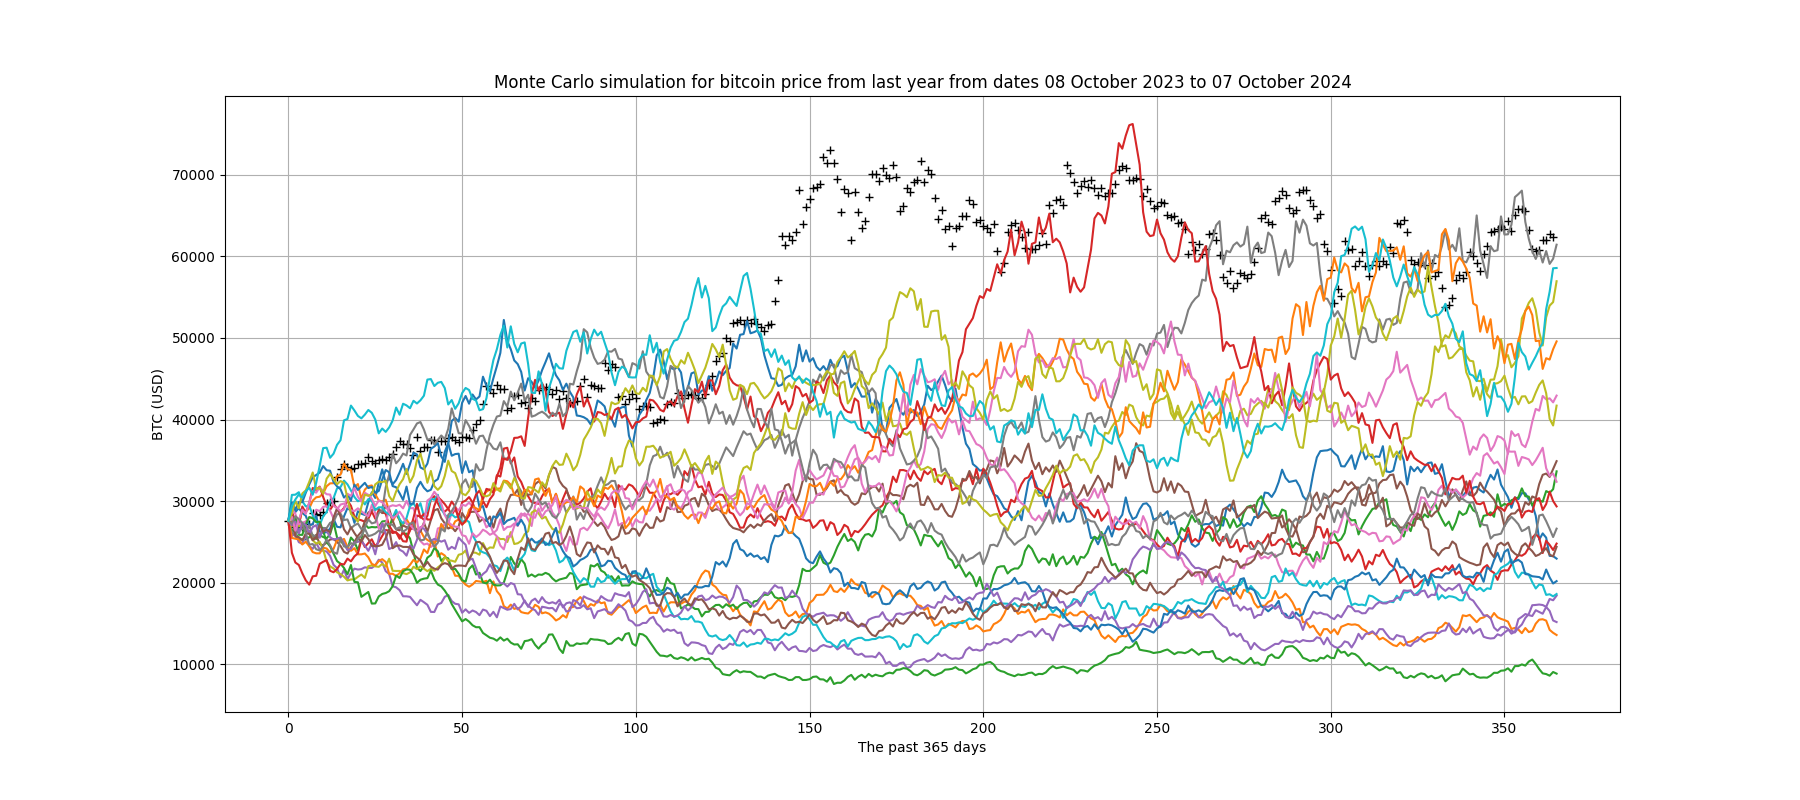 Monte Carlo simulation for bitcoin price from last year from dates 08 October 2023 to 07 October 2024
70000
60000
50000
40000
30000
20000
10000
BTC (USD)
0 50 100 150 200 250 300 350
The past 365 days